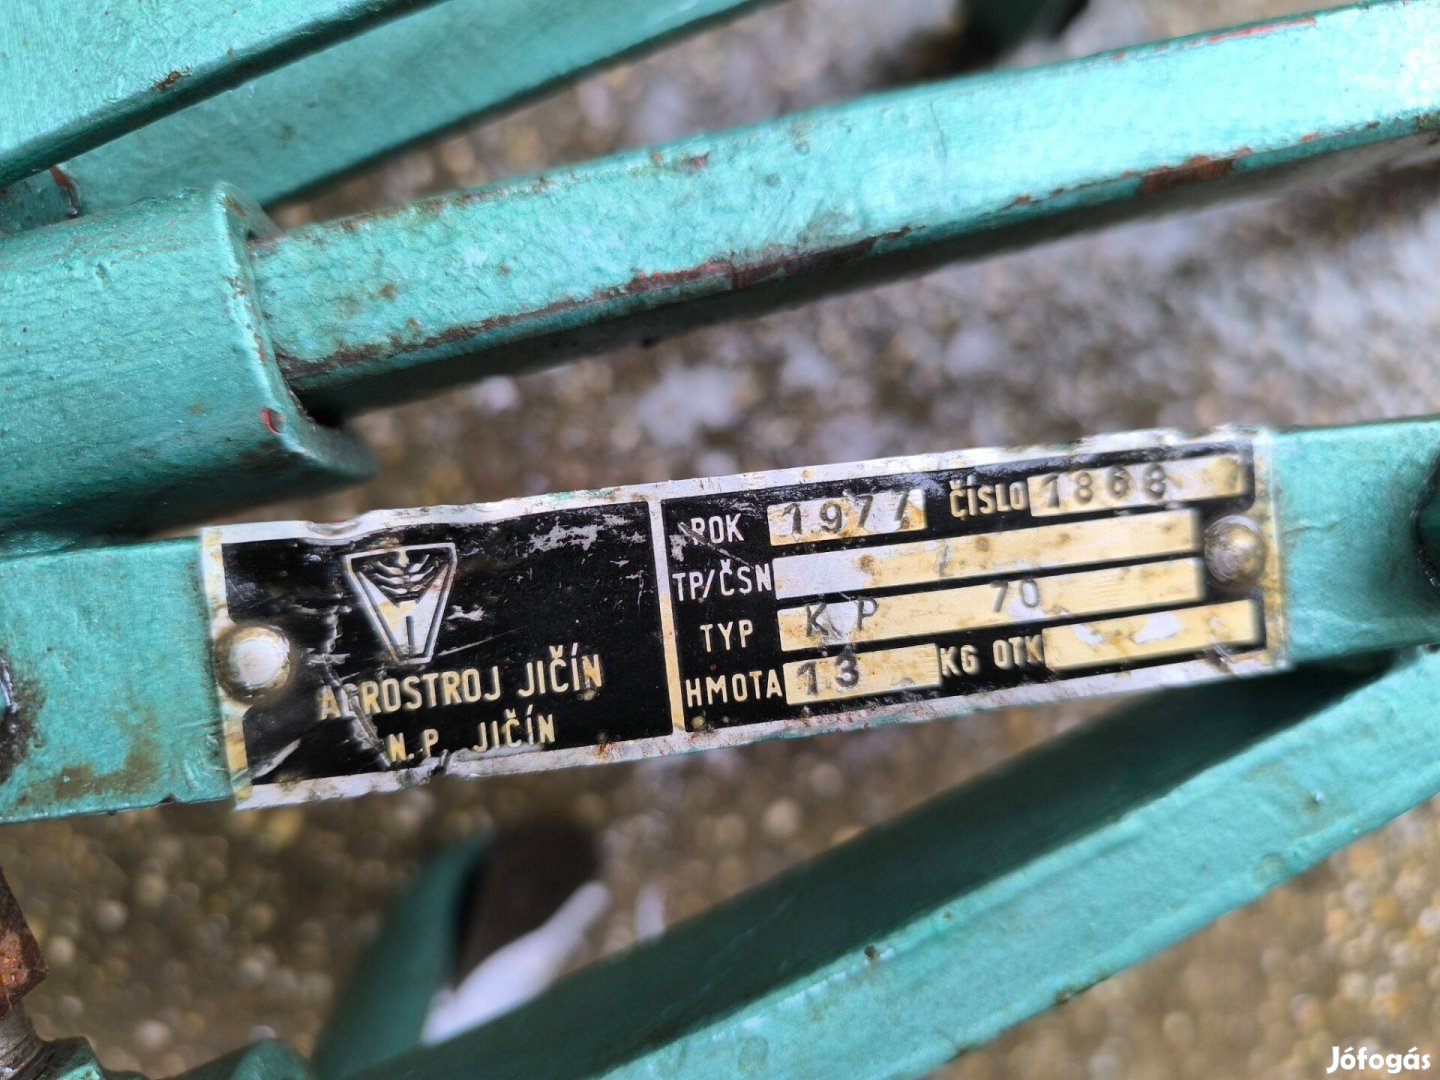 AGROSTROJ JIČÍN
N.P. JIČÍN
ROK 1977 ČÍSLO 1868
TP/ČSN
TYP KP 70
HMOTA 13 KG OTK
Jófogás